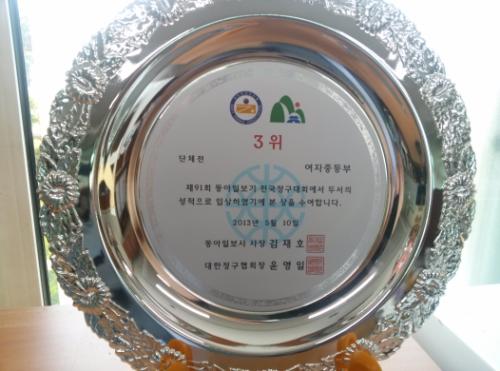 3위
단체전
여자중등부
제91회 동아일보기 전국정구대회에서 두서의
성적으로 입상하였기에 본 상을 수여합니다.
2013년 5월 10일
동아일보사 사장 김재호
대한정구협회장 윤영일